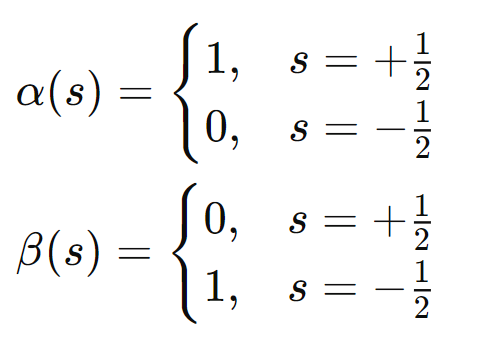 α(s) = { 1, s = +1/2
0, s = −1/2
β(s) = { 0, s = +1/2
1, s = −1/2